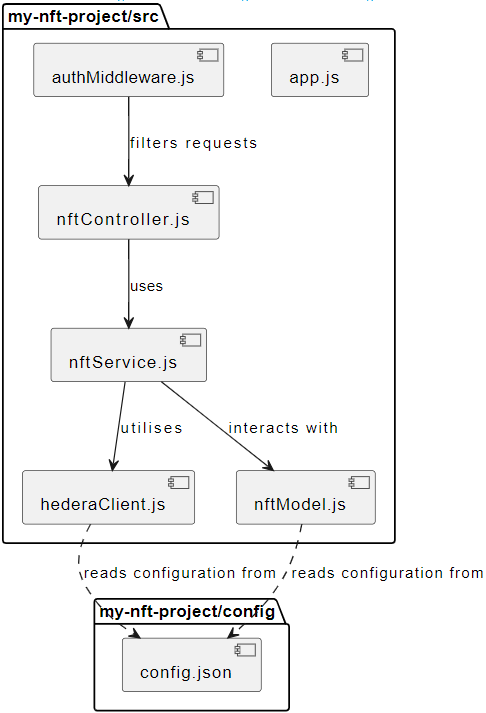 my-nft-project/src
authMiddleware.js
app.js
filters requests
nftController.js
uses
nftService.js
utilises
interacts with
hederaClient.js
nftModel.js
reads configuration from
reads configuration from
my-nft-project/config
config.json